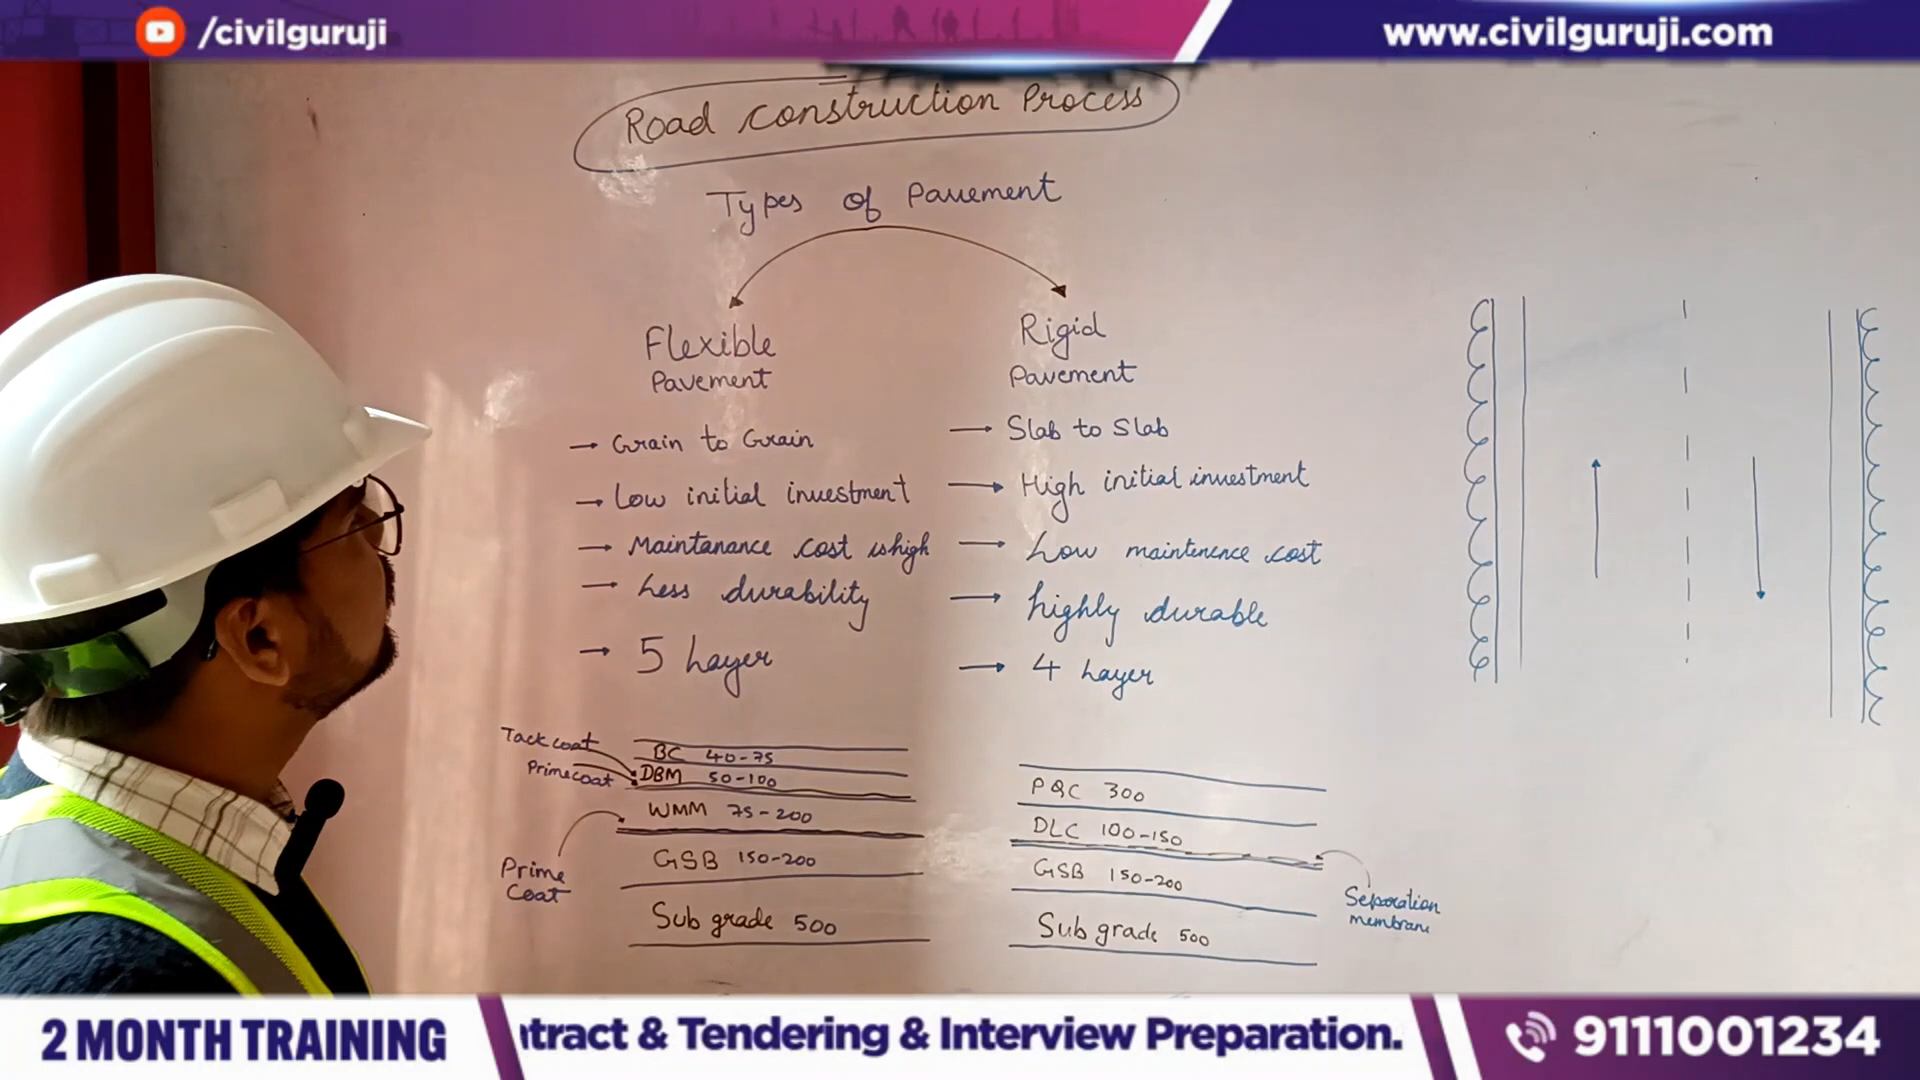 /civilguruji
www.civilguruji.com
Road construction Process
Types of Pavement
Flexible
Pavement
→ Grain to Grain
→ Low initial investment
→ Maintanance cost is high
→ Less durability
→ 5 Layer
Rigid
Pavement
→ Slab to Slab
→ High initial investment
→ Low maintenence cost
→ highly durable
→ 4 Layer
Tack coat
Prime coat
Prime
Coat
BC 40-75
DBM 50-100
WMM 75-200
GSB 150-200
Sub grade 500
PQC 300
DLC 100-150
GSB 150-200
Sub grade 500
Separation
membrane
2 MONTH TRAINING
ntract & Tendering & Interview Preparation.
9111001234